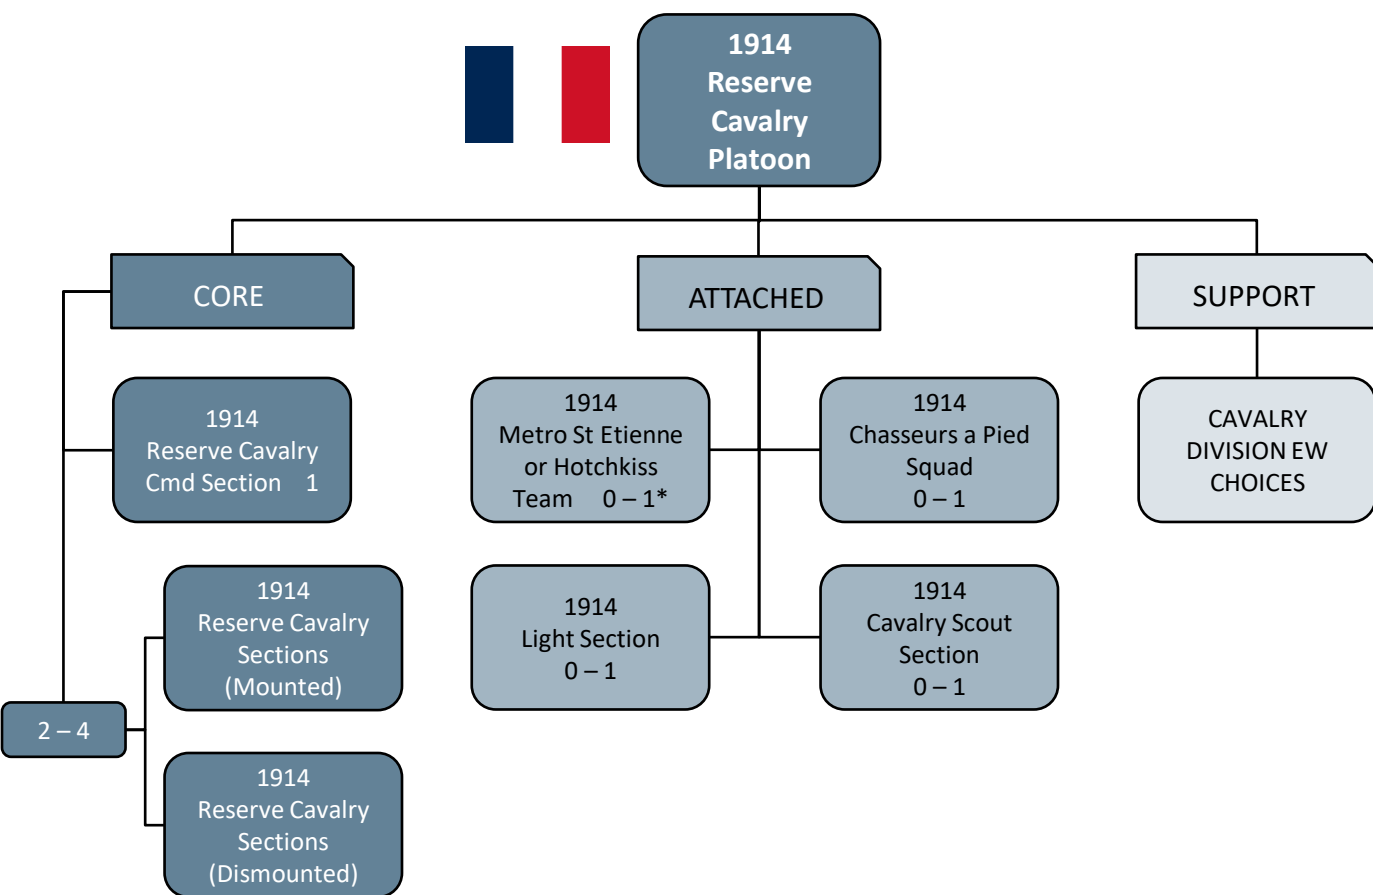 1914
Reserve
Cavalry
Platoon
CORE
ATTACHED
SUPPORT
1914
Reserve Cavalry
Cmd Section 1
1914
Metro St Etienne
or Hotchkiss
Team 0 – 1*
1914
Chasseurs a Pied
Squad
0 – 1
CAVALRY
DIVISION EW
CHOICES
1914
Reserve Cavalry
Sections
(Mounted)
1914
Light Section
0 – 1
1914
Cavalry Scout
Section
0 – 1
2 – 4
1914
Reserve Cavalry
Sections
(Dismounted)